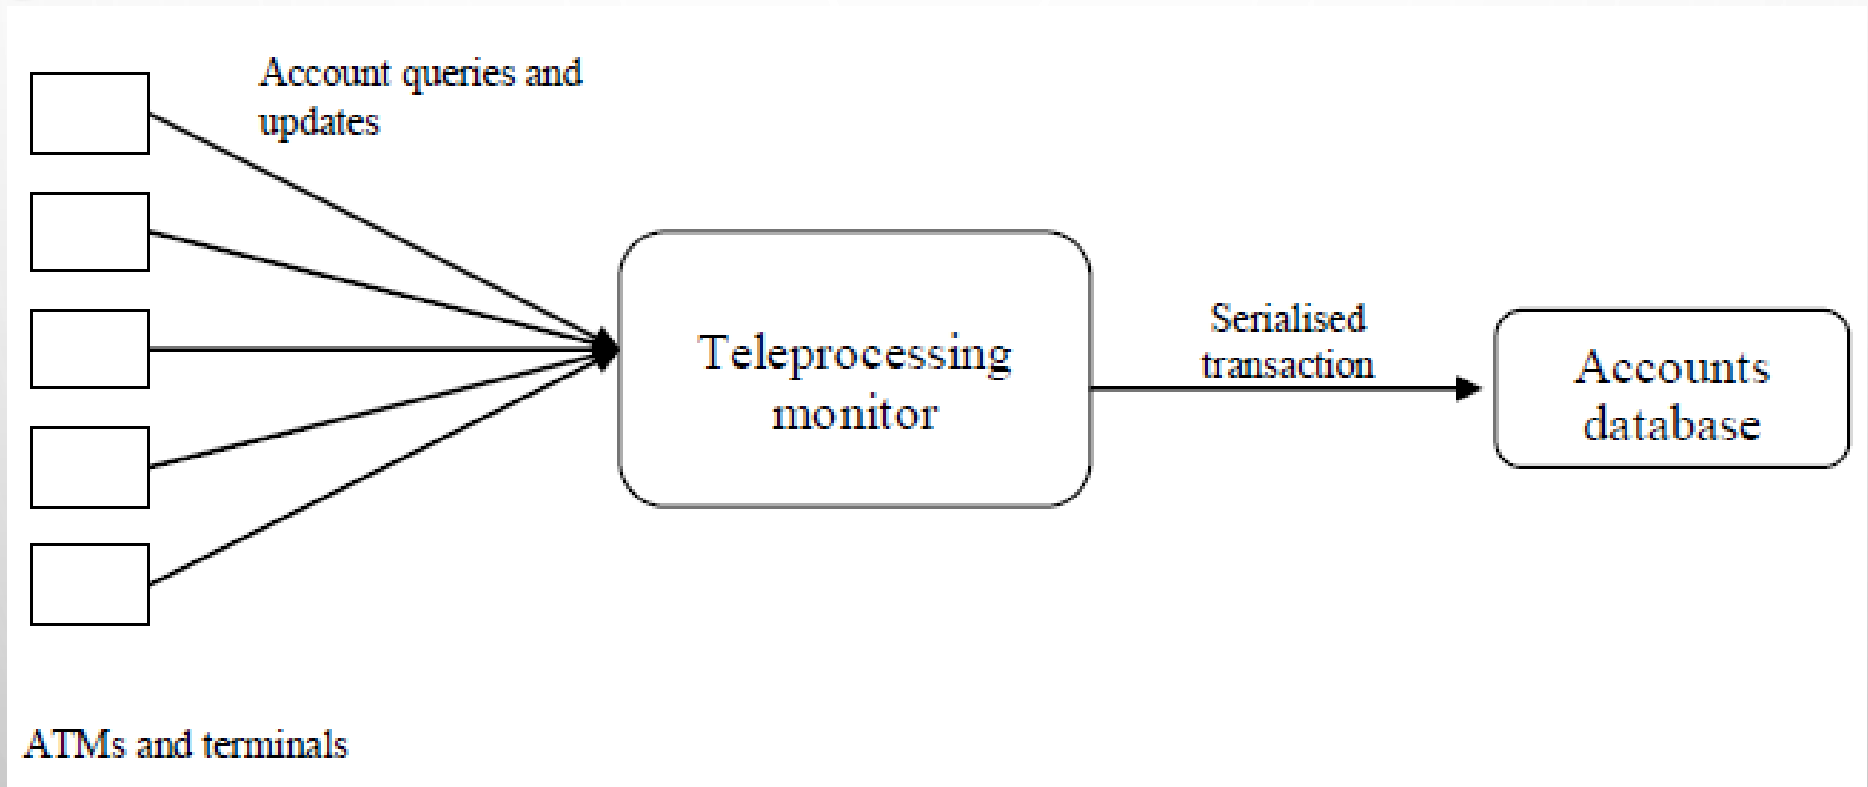 Account queries and
updates
Teleprocessing
monitor
Serialised
transaction
Accounts
database
ATMs and terminals